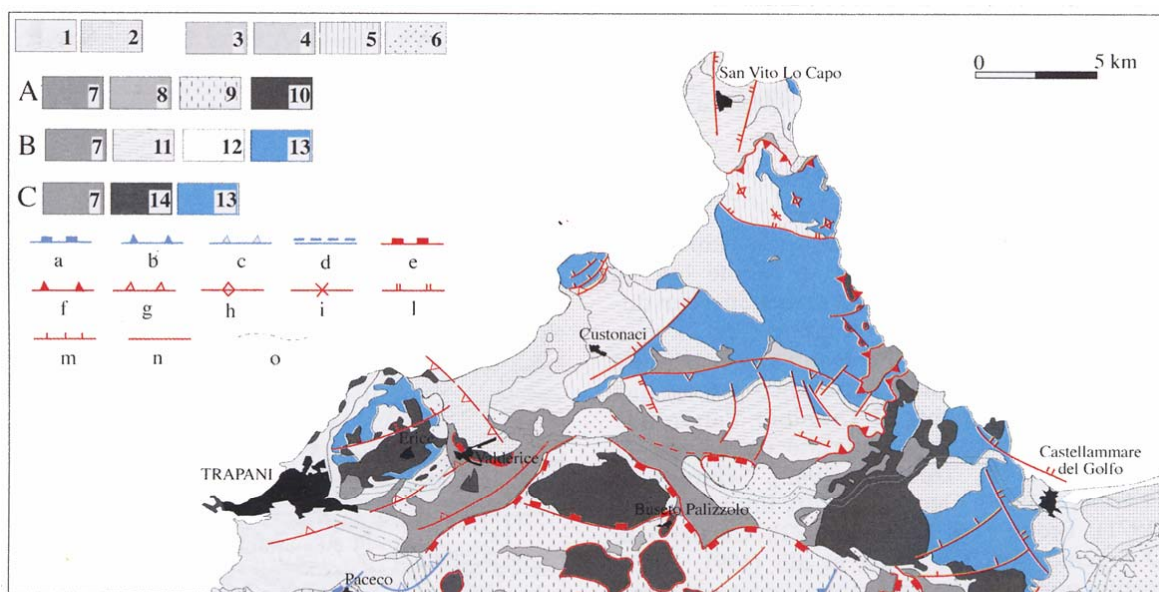 1 2 3 4 5 6
San Vito Lo Capo
0 5 km
A 7 8 9 10
B 7 11 12 13
C 7 14 13
a b c d e
f g h i l
m n o
Custonaci
Erice
Valderice
TRAPANI
Castellammare
del Golfo
Buseto Palizzolo
Paceco